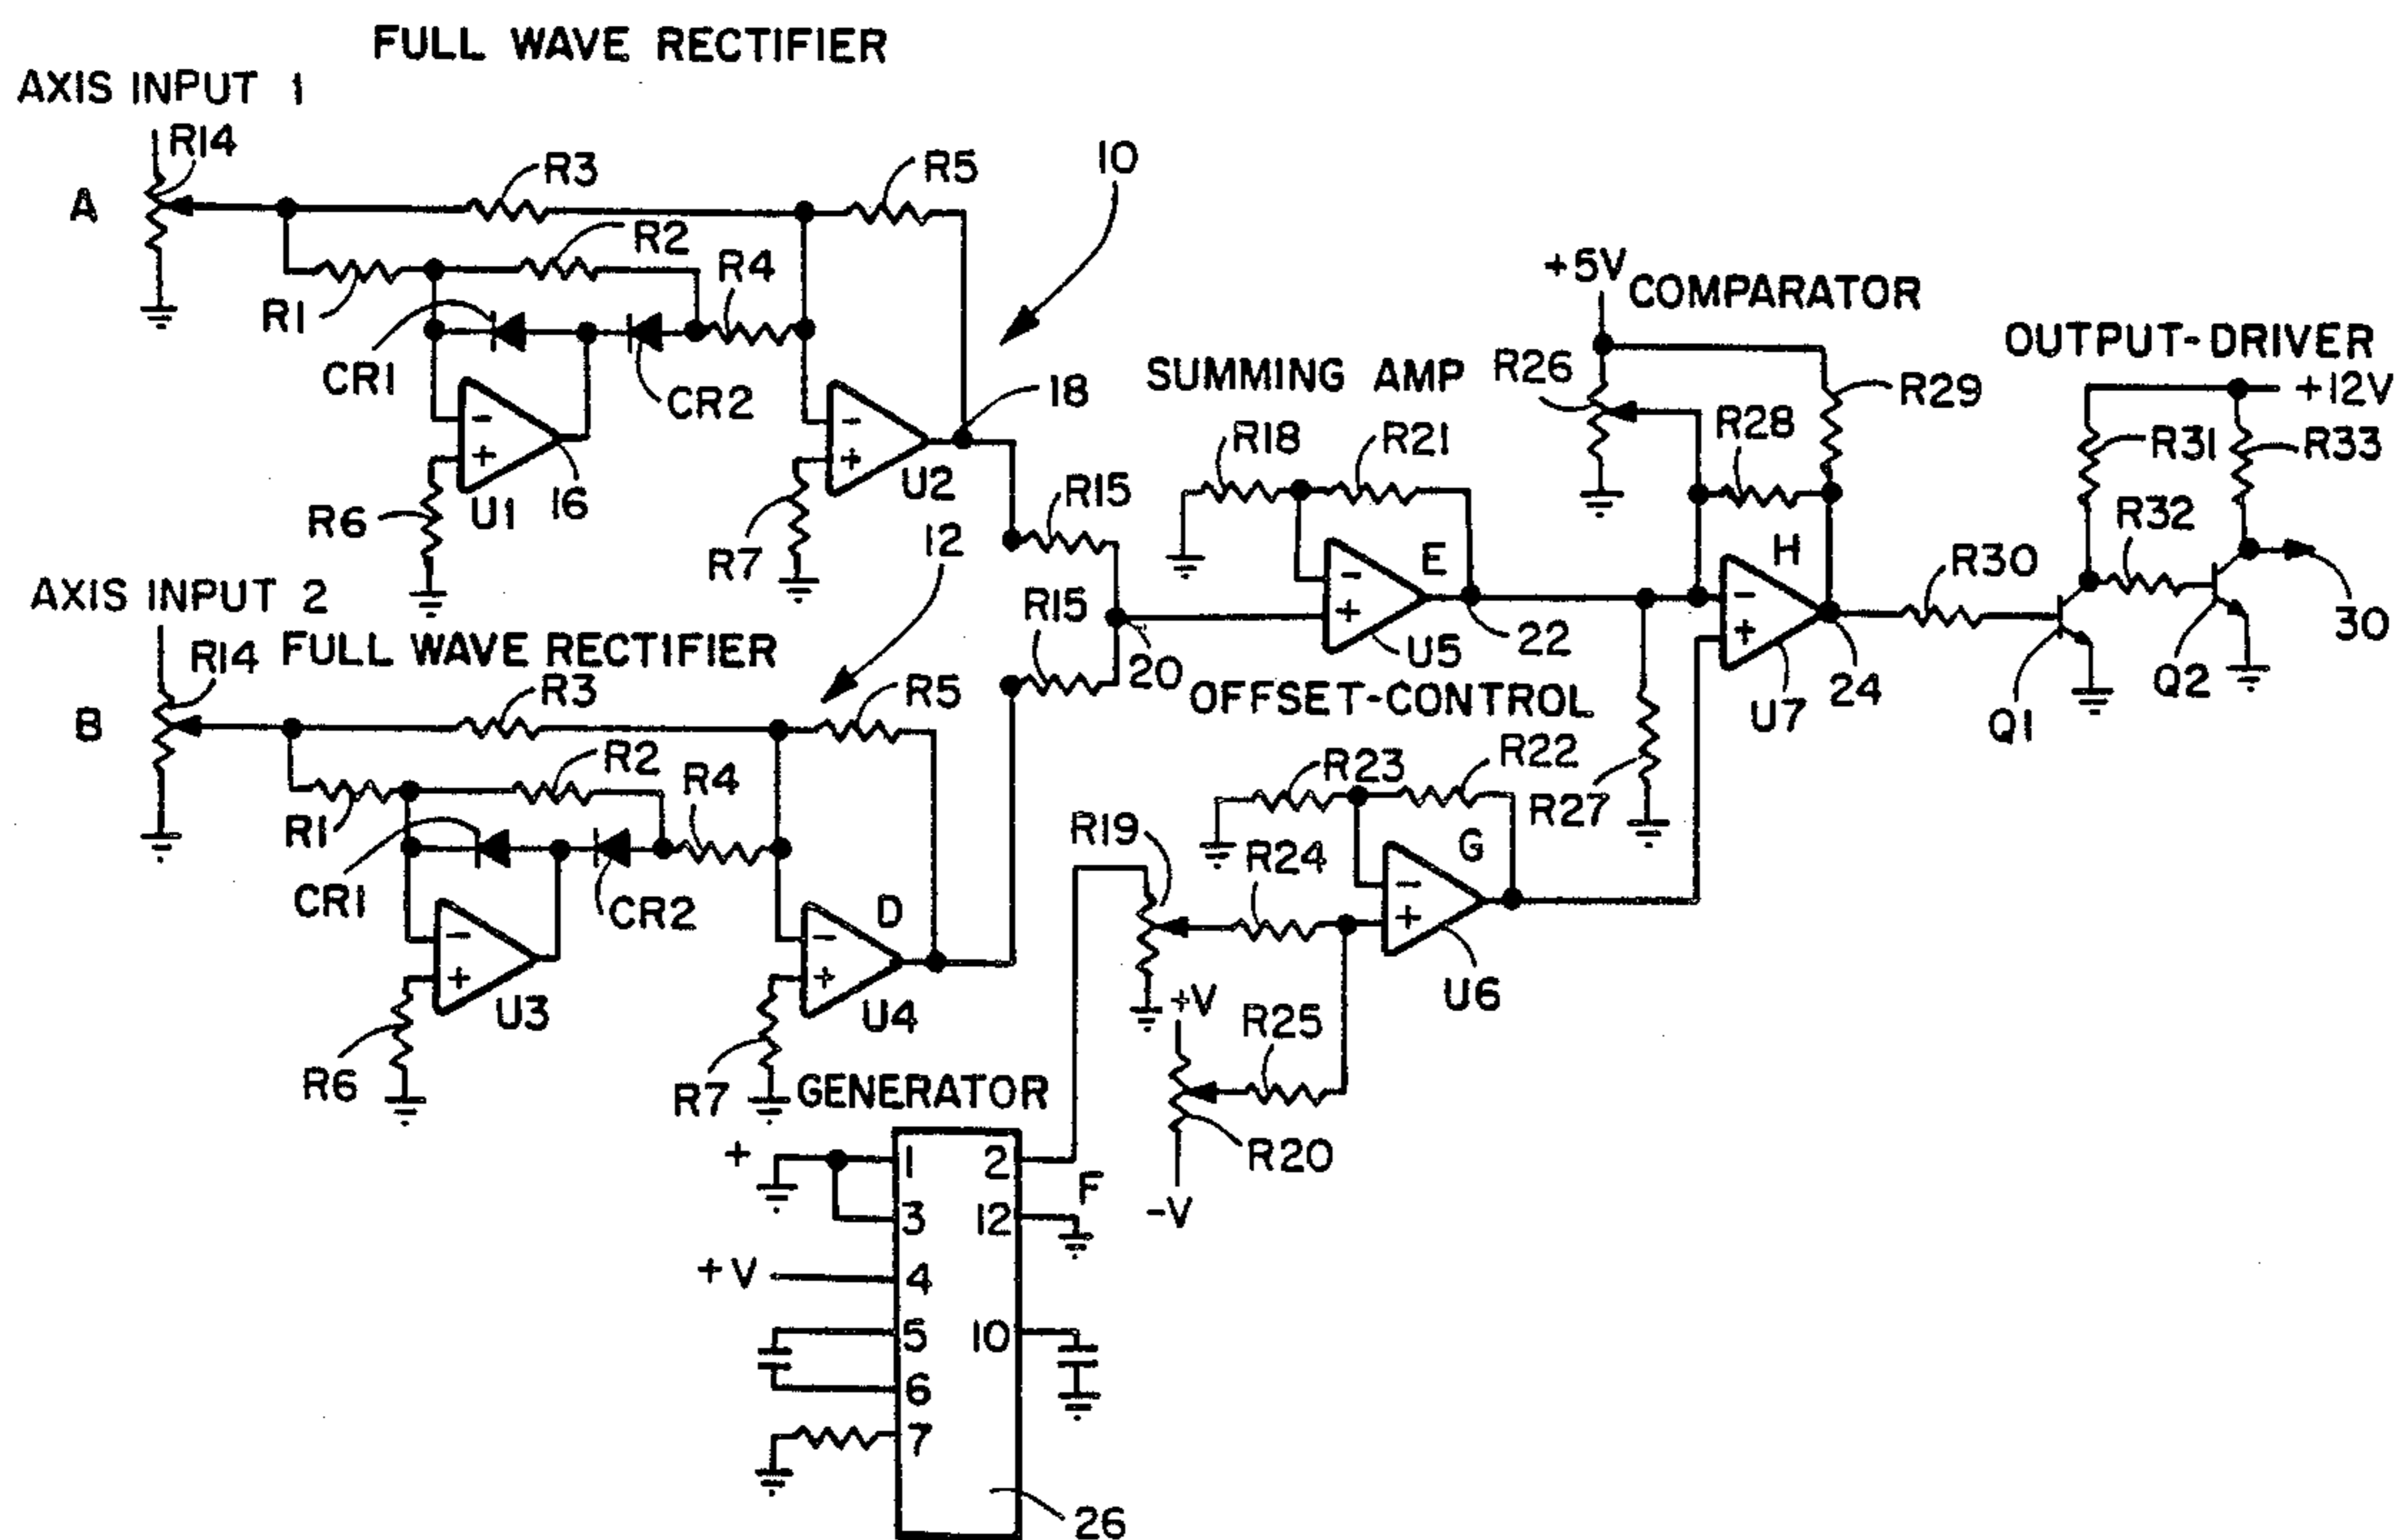 FULL WAVE RECTIFIER
AXIS INPUT 1
R14
A
R3
R5
10
R2
R4
R1
CR1
CR2
18
-
+
-
+
R6
U1
16
R7
U2
12
R15
R15
20
SUMMING AMP
R18
R21
E
-
+
U5
22
+5V
COMPARATOR
R26
R28
R29
H
-
+
U7
24
OUTPUT-DRIVER
+12V
R31
R33
R32
R30
Q1
Q2
30
AXIS INPUT 2
R14
FULL WAVE RECTIFIER
B
R3
R5
R2
R4
R1
CR1
CR2
D
-
+
-
+
R6
U3
R7
U4
OFFSET-CONTROL
R23
R22
R27
R19
R24
G
-
+
U6
+V
R25
R20
-V
GENERATOR
+
1
2
F
3
12
+V
4
5
10
6
7
26